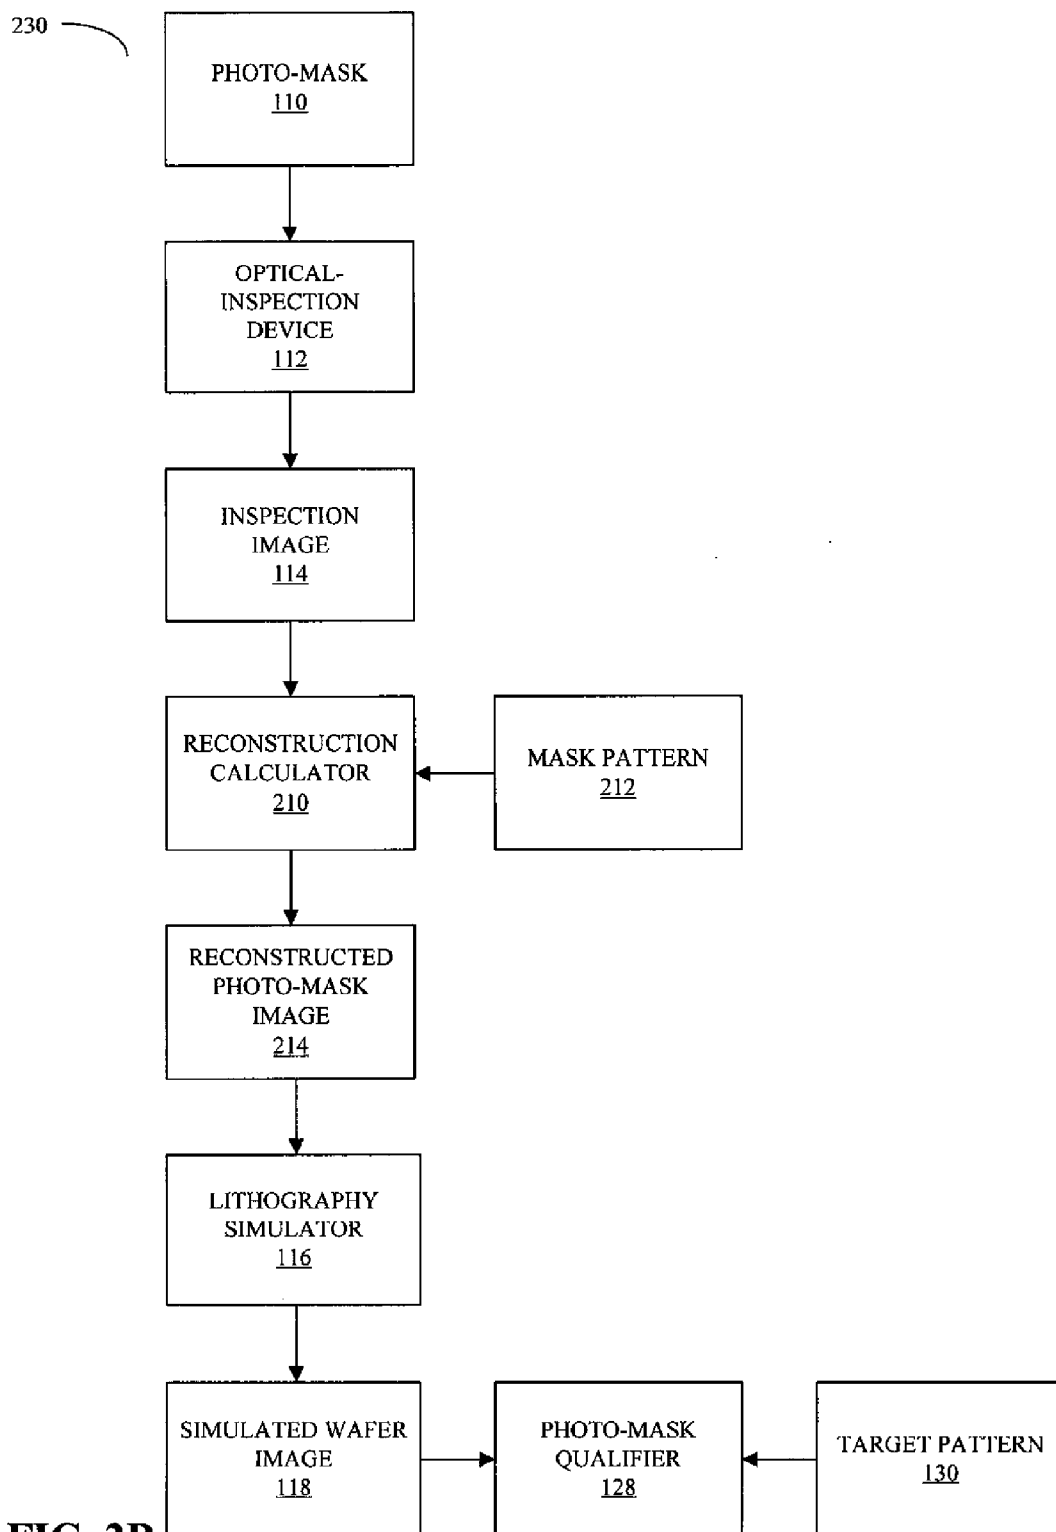 230
PHOTO-MASK
110
OPTICAL-
INSPECTION
DEVICE
112
INSPECTION
IMAGE
114
RECONSTRUCTION
CALCULATOR
210
MASK PATTERN
212
RECONSTRUCTED
PHOTO-MASK
IMAGE
214
LITHOGRAPHY
SIMULATOR
116
SIMULATED WAFER
IMAGE
118
PHOTO-MASK
QUALIFIER
128
TARGET PATTERN
130
FIG.